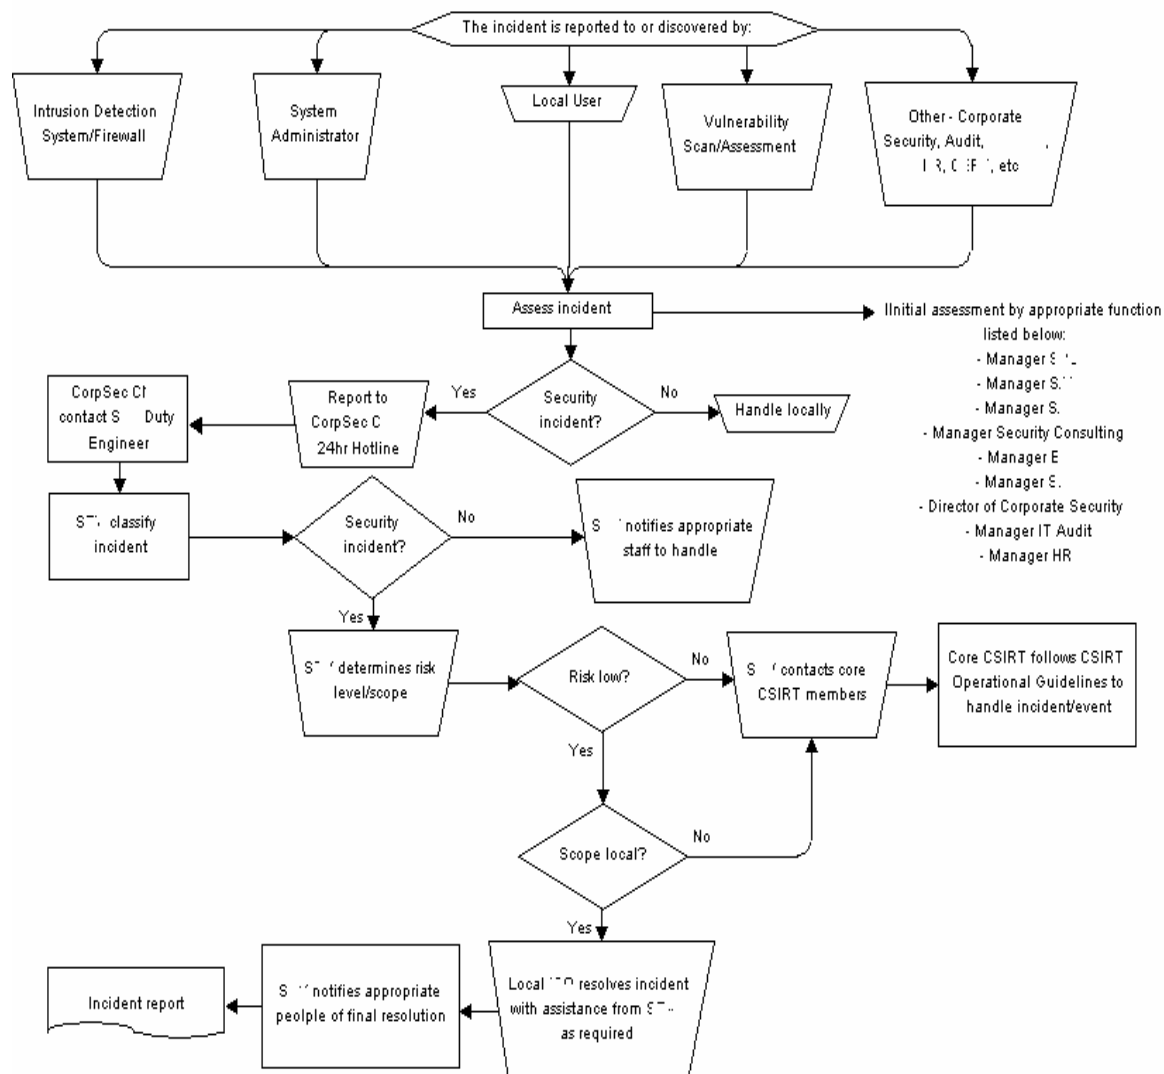 The incident is reported to or discovered by:
Intrusion Detection
System/Firewall
System
Administrator
Local User
Vulnerability
Scan/Assessment
Other - Corporate
Security, Audit,
etc
Assess incident
IInitial assessment by appropriate function
listed below:
- Manager
- Manager
- Manager
- Manager Security Consulting
- Manager E
- Manager
- Director of Corporate Security
- Manager IT Audit
- Manager HR
Security
incident?
Yes
No
Handle locally
Report to
CorpSec C
24hr Hotline
CorpSec
contact S Duty
Engineer
classify
incident
Security
incident?
No
notifies appropriate
staff to handle
Yes
determines risk
level/scope
Risk low?
No
contacts core
CSIRT members
Core CSIRT follows CSIRT
Operational Guidelines to
handle incident/event
Yes
Scope local?
No
Yes
Local resolves incident
with assistance from
as required
notifies appropriate
peolple of final resolution
Incident report